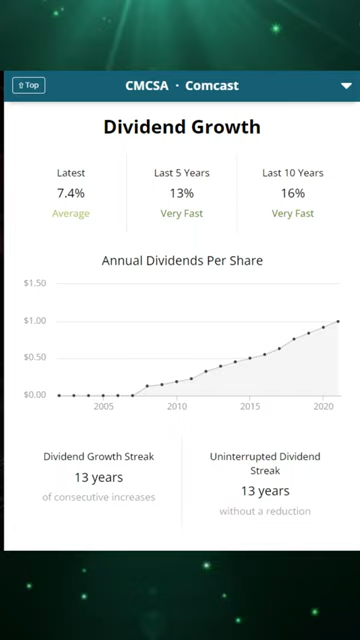 ⇧ Top
CMCSA · Comcast
Dividend Growth
Latest
7.4%
Average
Last 5 Years
13%
Very Fast
Last 10 Years
16%
Very Fast
Annual Dividends Per Share
$1.50
$1.00
$0.50
$0.00
2005
2010
2015
2020
Dividend Growth Streak
13 years
of consecutive increases
Uninterrupted Dividend
Streak
13 years
without a reduction